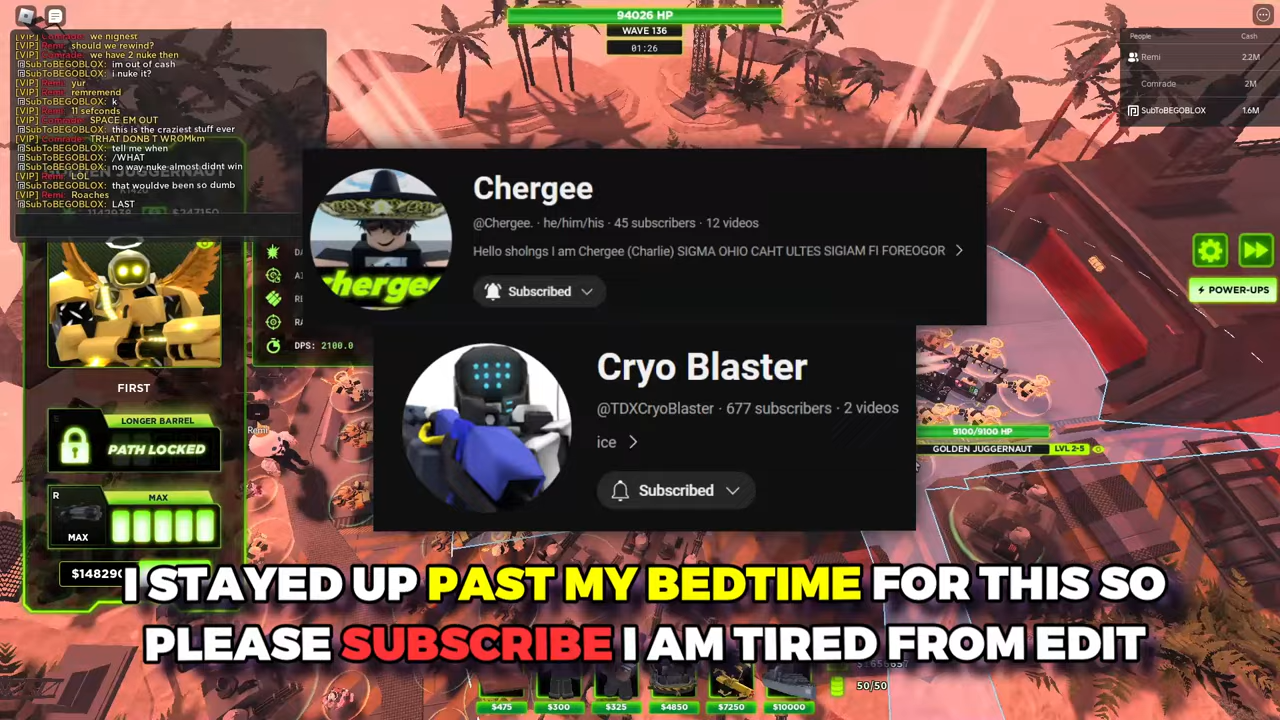 94026 HP
WAVE 136
01:26
People Cash
Remi 2.2M
Comrade 2M
SubToBEGOBLOX 1.6M
[VIP] Comrade: we nignest
[VIP] Remi: should we rewind?
[VIP] Comrade: we have 2 nuke then
SubToBEGOBLOX: im out of cash
SubToBEGOBLOX: i nuke it?
[VIP] Remi: yur
[VIP] Remi: remremend
SubToBEGOBLOX: k
[VIP] Remi: 11 sefconds
[VIP] Comrade: SPACE EM OUT
SubToBEGOBLOX: this is the craziest stuff ever
[VIP] Comrade: TRHAT DONB T WROMkm
SubToBEGOBLOX: tell me when
SubToBEGOBLOX: /WHAT
SubToBEGOBLOX: no way nuke almost didnt win
[VIP] Remi: LOL
SubToBEGOBLOX: that wouldve been so dumb
[VIP] Remi: Roaches
SubToBEGOBLOX: LAST
Chergee
@Chergee. · he/him/his · 45 subscribers · 12 videos
Hello sholngs I am Chergee (Charlie) SIGMA OHIO CAHT ULTES SIGIAM FI FOREOGOR
Subscribed
chergee
Cryo Blaster
@TDXCryoBlaster · 677 subscribers · 2 videos
ice
Subscribed
POWER-UPS
DPS: 2100.0
FIRST
E
LONGER BARREL
PATH LOCKED
R
MAX
MAX
Remi
9100/9100 HP
GOLDEN JUGGERNAUT LVL 2-5
I STAYED UP PAST MY BEDTIME FOR THIS SO
PLEASE SUBSCRIBE I AM TIRED FROM EDIT
50/50
$475 $300 $325 $4850 $7250 $10000